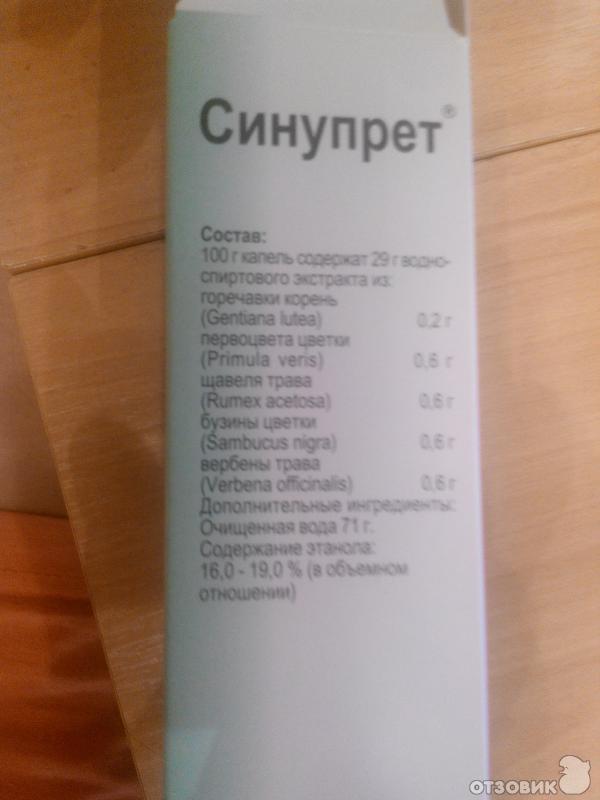 Синупрет®
Состав:
100 г капель содержат 29 г водно-
спиртового экстракта из:
горечавки корень
(Gentiana lutea) 0,2 г
первоцвета цветки
(Primula veris) 0,6 г
щавеля трава
(Rumex acetosa) 0,6 г
бузины цветки
(Sambucus nigra) 0,6 г
вербены трава
(Verbena officinalis) 0,6 г
Дополнительные ингредиенты:
Очищенная вода 71 г.
Содержание этанола:
16,0 - 19,0 % (в объемном
отношении)
ОТЗОВИК